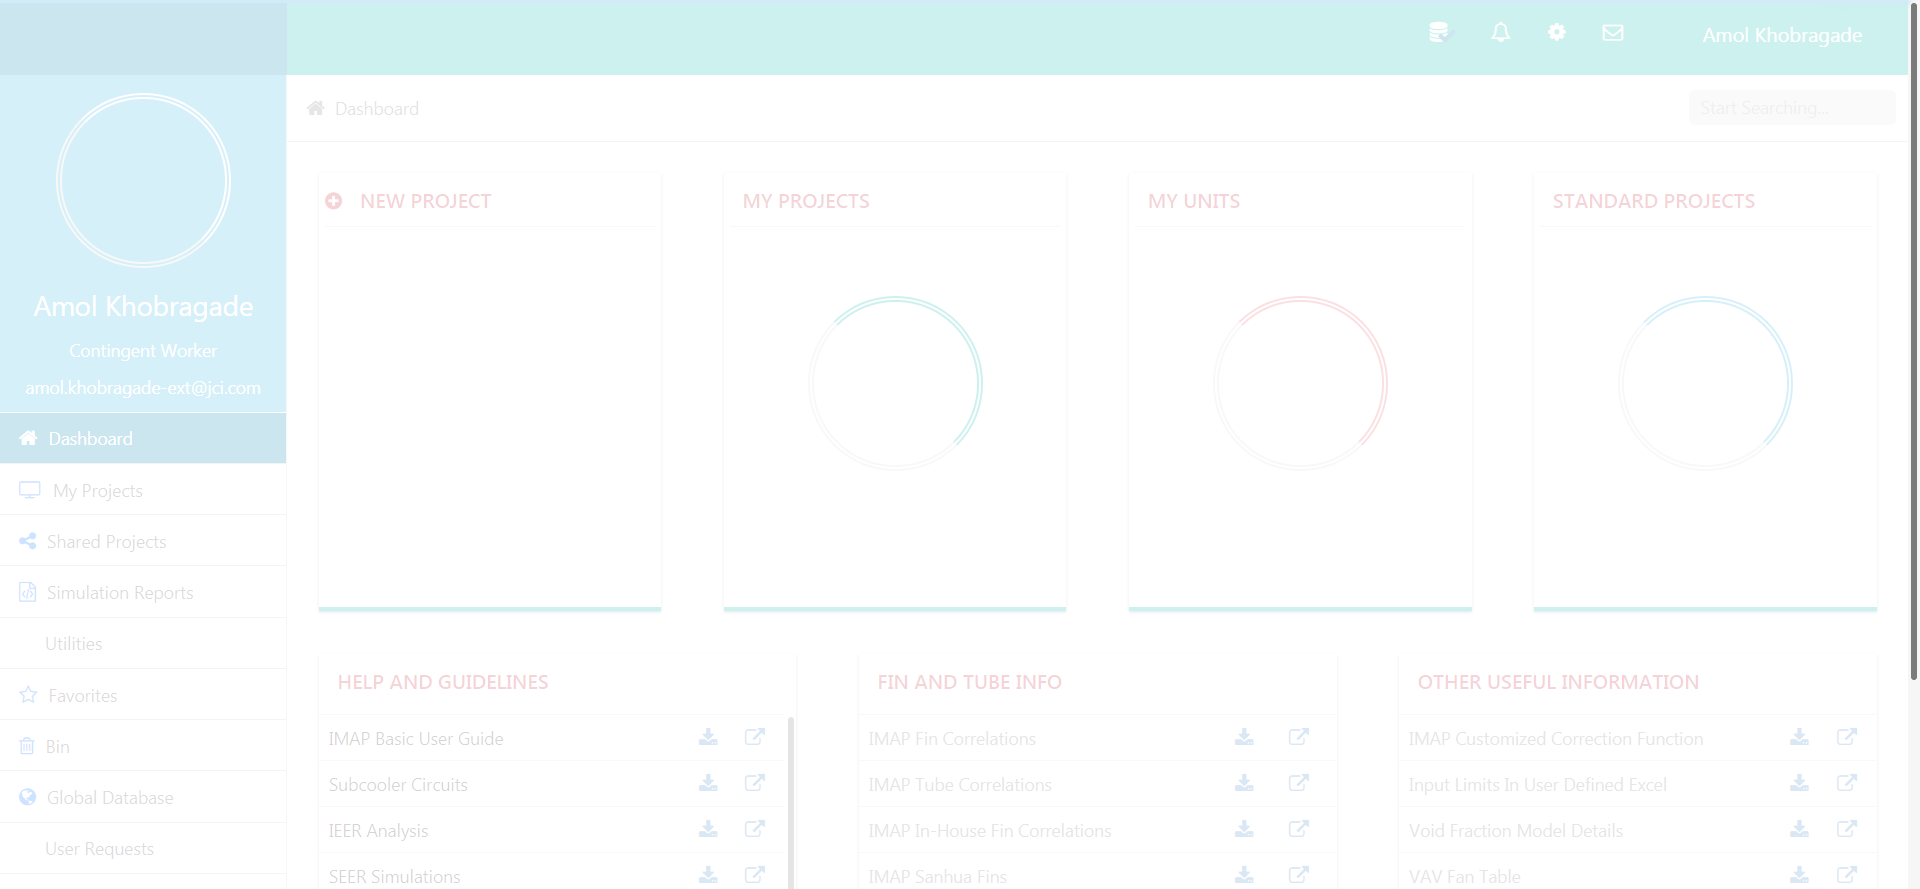 Amol Khobragade
Amol Khobragade
Contingent Worker
amol.khobragade-ext@jci.com
Dashboard
My Projects
Shared Projects
Simulation Reports
Utilities
Favorites
Bin
Global Database
User Requests
Dashboard
Start Searching...
NEW PROJECT
MY PROJECTS
MY UNITS
STANDARD PROJECTS
HELP AND GUIDELINES
IMAP Basic User Guide
Subcooler Circuits
IEER Analysis
SEER Simulations
FIN AND TUBE INFO
IMAP Fin Correlations
IMAP Tube Correlations
IMAP In-House Fin Correlations
IMAP Sanhua Fins
OTHER USEFUL INFORMATION
IMAP Customized Correction Function
Input Limits In User Defined Excel
Void Fraction Model Details
VAV Fan Table